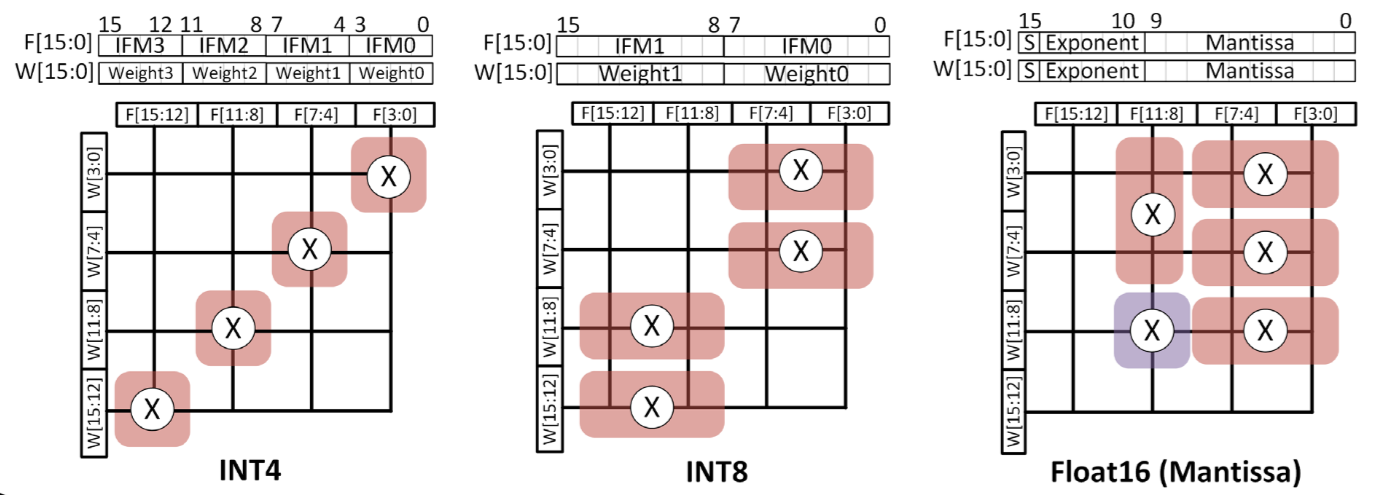 15 12 11 8 7 4 3 0
F[15:0] IFM3 IFM2 IFM1 IFM0
W[15:0] Weight3 Weight2 Weight1 Weight0
F[15:12] F[11:8] F[7:4] F[3:0]
W[3:0]
X
W[7:4]
X
W[11:8]
X
W[15:12]
X
INT4
15 8 7 0
F[15:0] IFM1 IFM0
W[15:0] Weight1 Weight0
F[15:12] F[11:8] F[7:4] F[3:0]
W[3:0]
X
W[7:4]
X
W[11:8]
X
W[15:12]
X
INT8
15 10 9 0
F[15:0] S Exponent Mantissa
W[15:0] S Exponent Mantissa
F[15:12] F[11:8] F[7:4] F[3:0]
W[3:0]
X
X
W[7:4]
X
W[11:8]
X X
W[15:12]
Float16 (Mantissa)